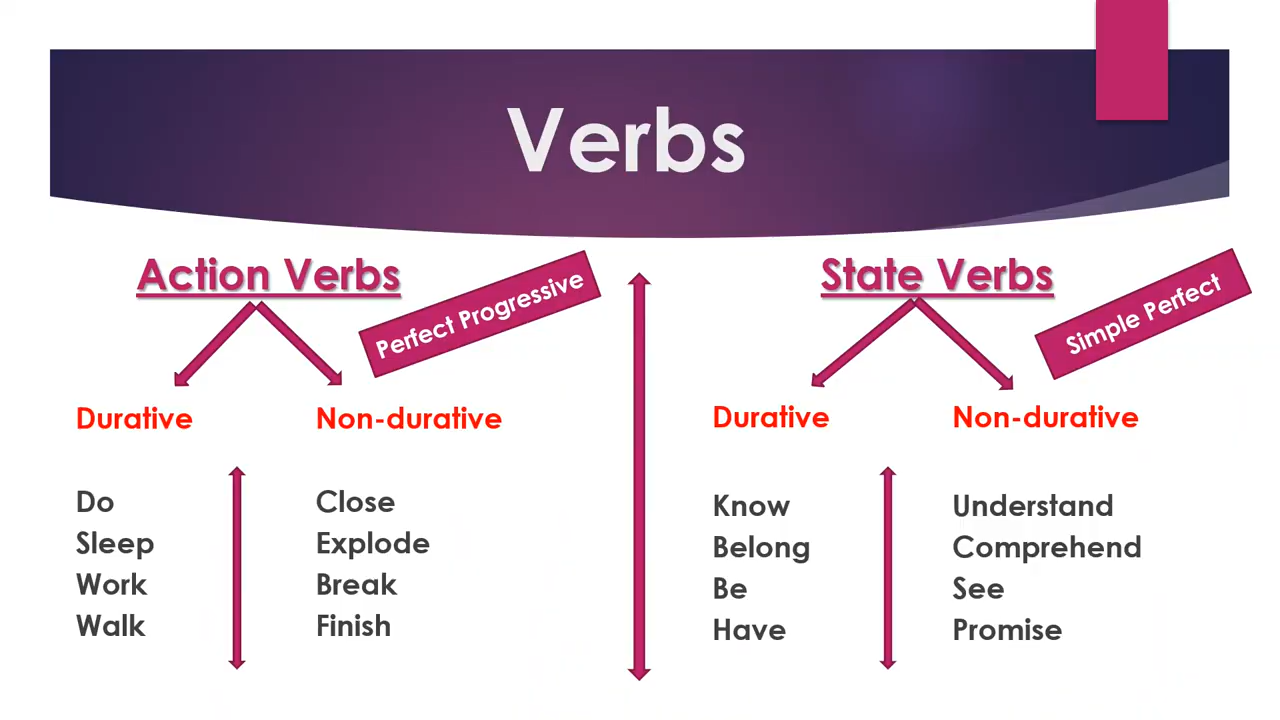 Verbs
Action Verbs
Perfect Progressive
Durative
Non-durative
Do
Sleep
Work
Walk
Close
Explode
Break
Finish
State Verbs
Simple Perfect
Durative
Non-durative
Know
Belong
Be
Have
Understand
Comprehend
See
Promise